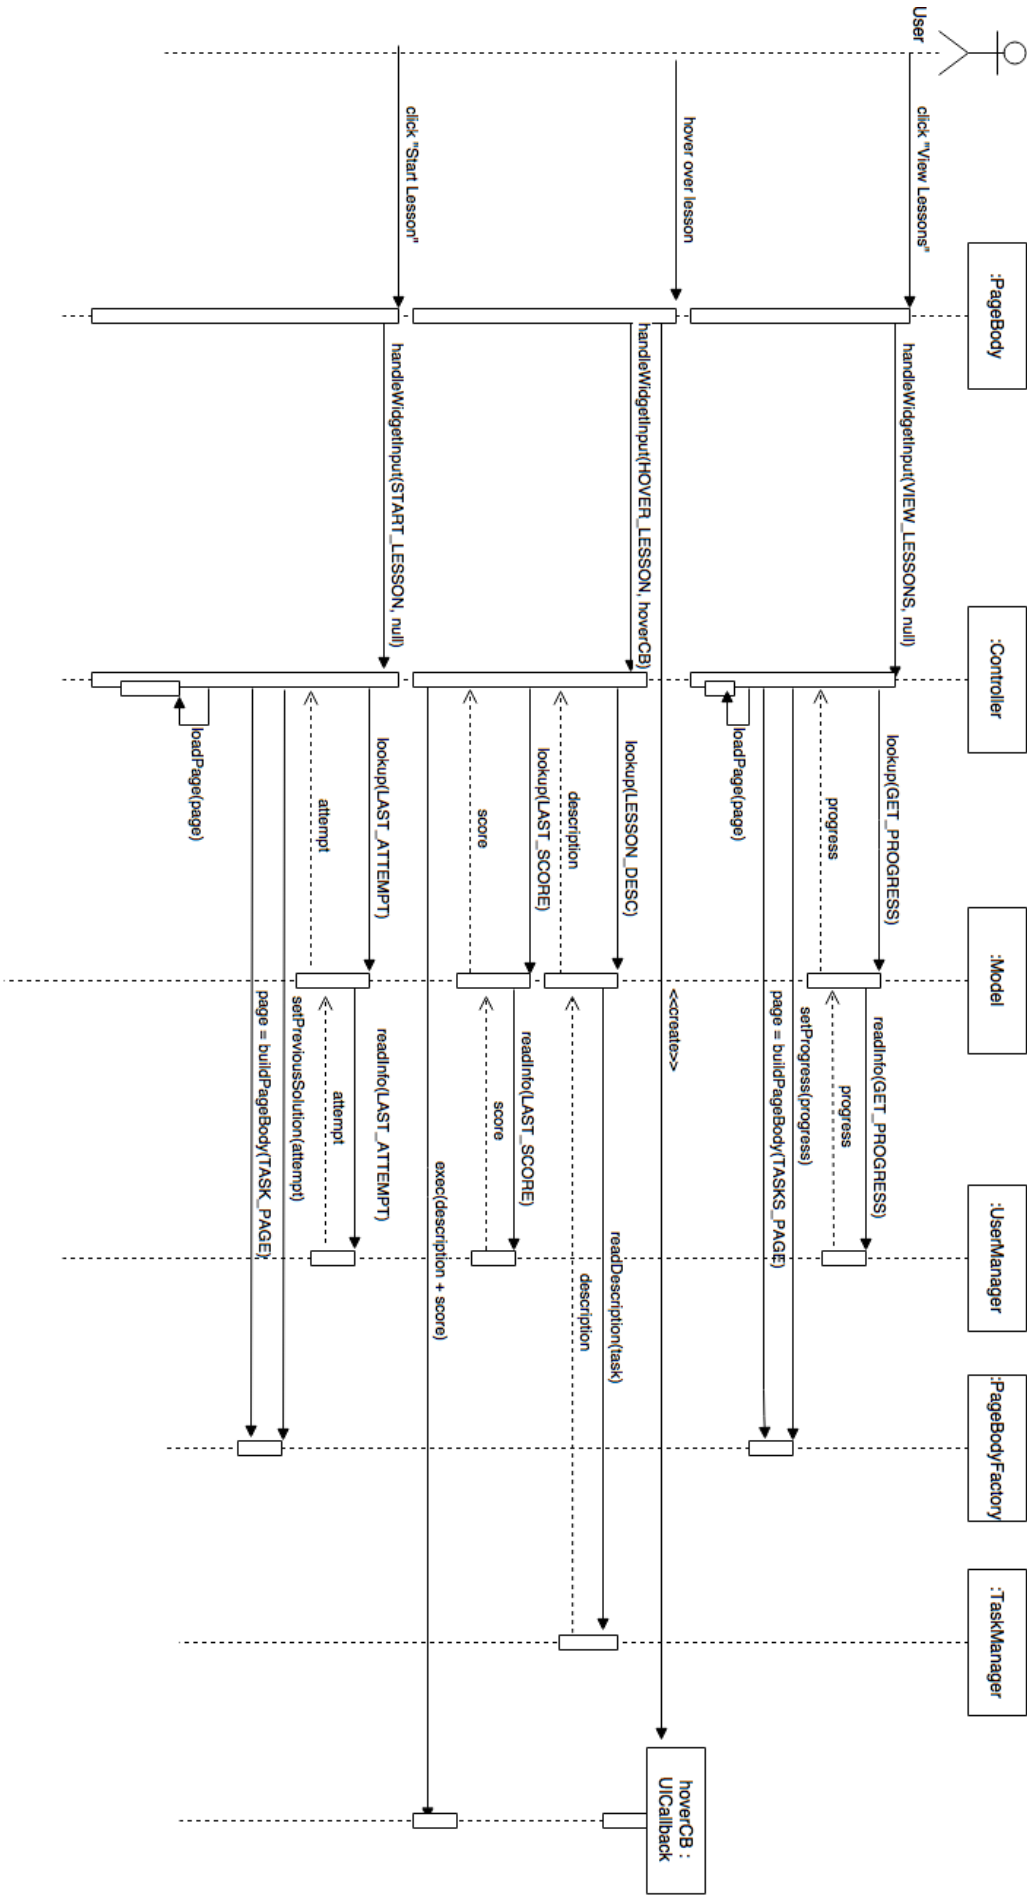 User
:PageBody
:Controller
:Model
:UserManager
:PageBodyFactory
:TaskManager
click "View Lessons"
handleWidgetInput(VIEW_LESSONS, null)
lookup(GET_PROGRESS)
readInfo(GET_PROGRESS)
progress
progress
setProgress(progress)
page = buildPageBody(TASKS_PAGE)
loadPage(page)
hover over lesson
<<create>>
hoverCB :
UICallback
handleWidgetInput(HOVER_LESSON, hoverCB)
lookup(LESSON_DESC)
readDescription(task)
description
description
lookup(LAST_SCORE)
readInfo(LAST_SCORE)
score
score
exec(description + score)
click "Start Lesson"
handleWidgetInput(START_LESSON, null)
lookup(LAST_ATTEMPT)
readInfo(LAST_ATTEMPT)
attempt
attempt
setPreviousSolution(attempt)
page = buildPageBody(TASK_PAGE)
loadPage(page)